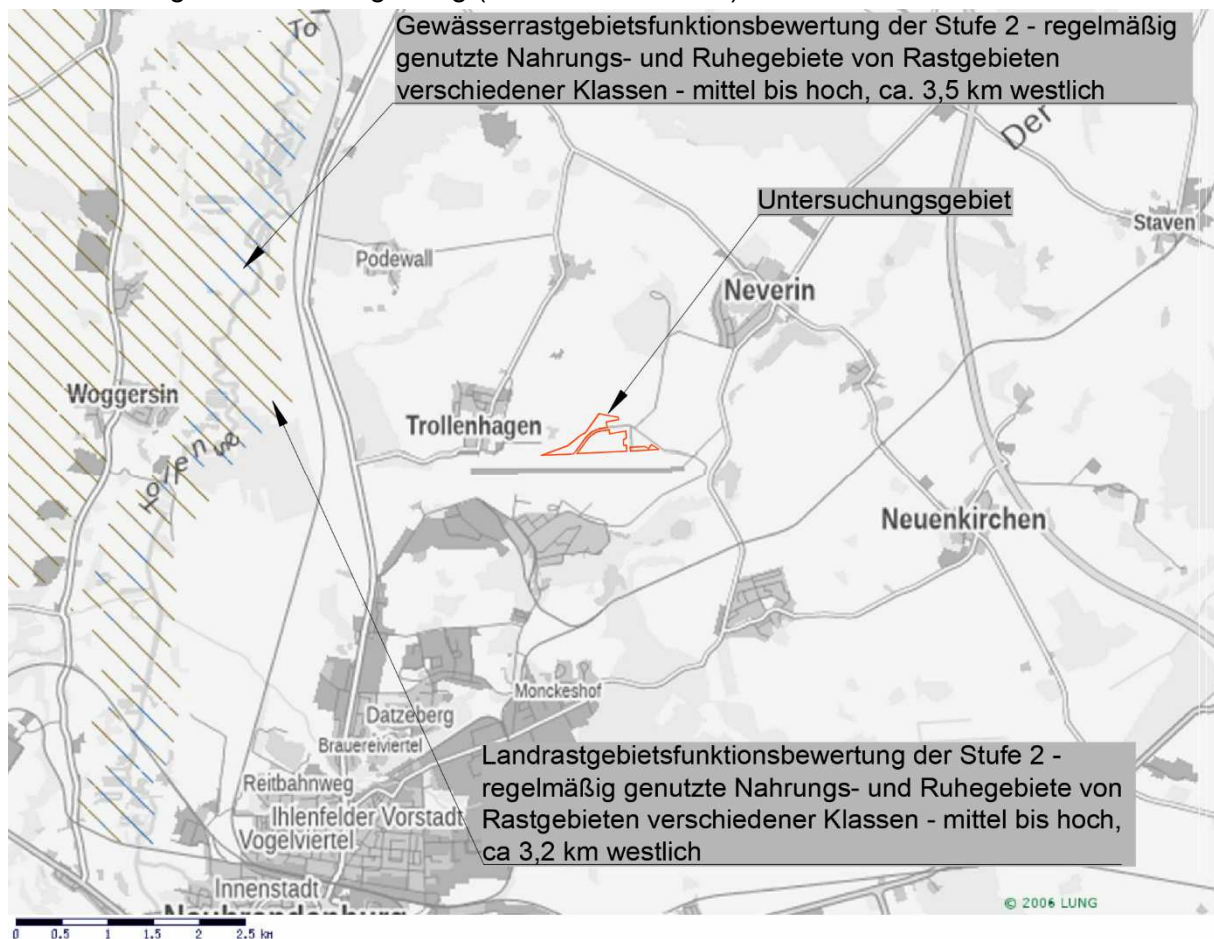 Gewässerrastgebietsfunktionsbewertung der Stufe 2 - regelmäßig
genutzte Nahrungs- und Ruhegebiete von Rastgebieten
verschiedener Klassen - mittel bis hoch, ca. 3,5 km westlich
Der
Untersuchungsgebiet
Staven
Podewall
Neverin
Woggersin
Trollenhagen
Neuenkirchen
Monckeshof
Datzeberg
Brauereiviertel
Reitbahnweg
Ihlenfelder Vorstadt
Vogelviertel
Innenstadt
Landrastgebietsfunktionsbewertung der Stufe 2 -
regelmäßig genutzte Nahrungs- und Ruhegebiete von
Rastgebieten verschiedener Klassen - mittel bis hoch,
ca 3,2 km westlich
© 2006 LUNG
0 0.5 1 1.5 2 2.5 km